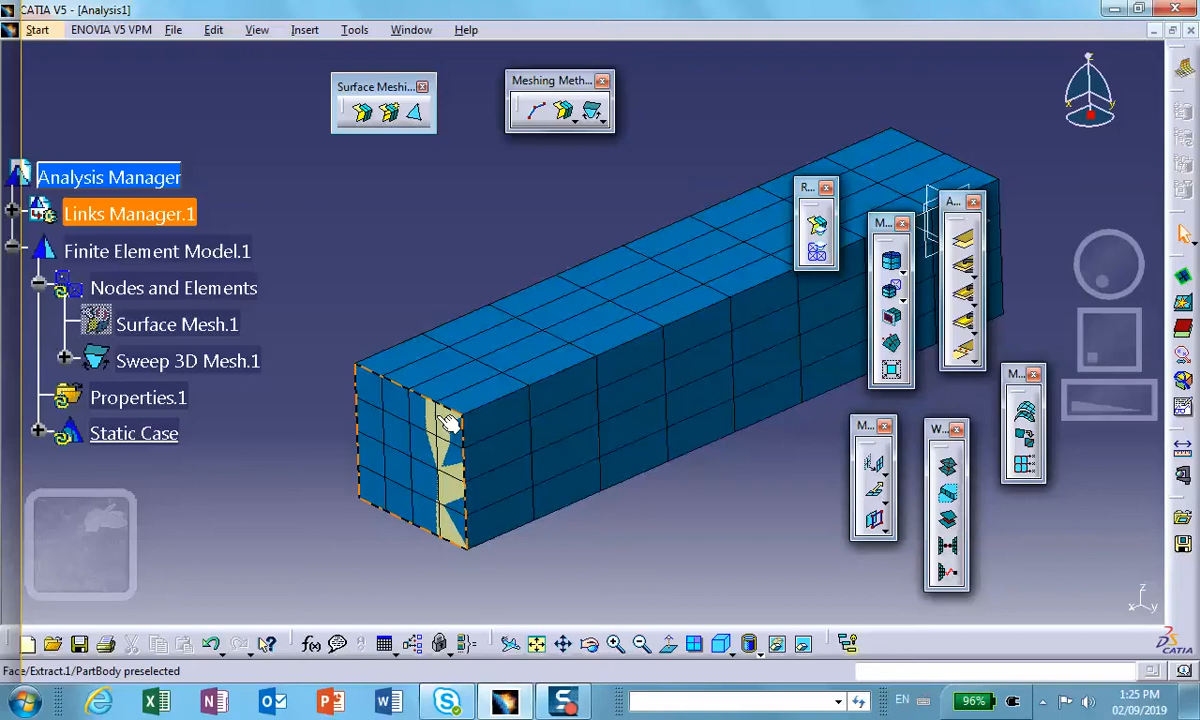 CATIA V5 - [Analysis1]
Start ENOVIA V5 VPM File Edit View Insert Tools Window Help
Surface Meshi...
Meshing Meth...
Analysis Manager
Links Manager.1
Finite Element Model.1
Nodes and Elements
Surface Mesh.1
Sweep 3D Mesh.1
Properties.1
Static Case
R...
M...
A...
M...
M...
W...
z
x y
f(x)
CATIA
Face/Extract.1/PartBody preselected
EN
96%
1:25 PM
02/09/2019